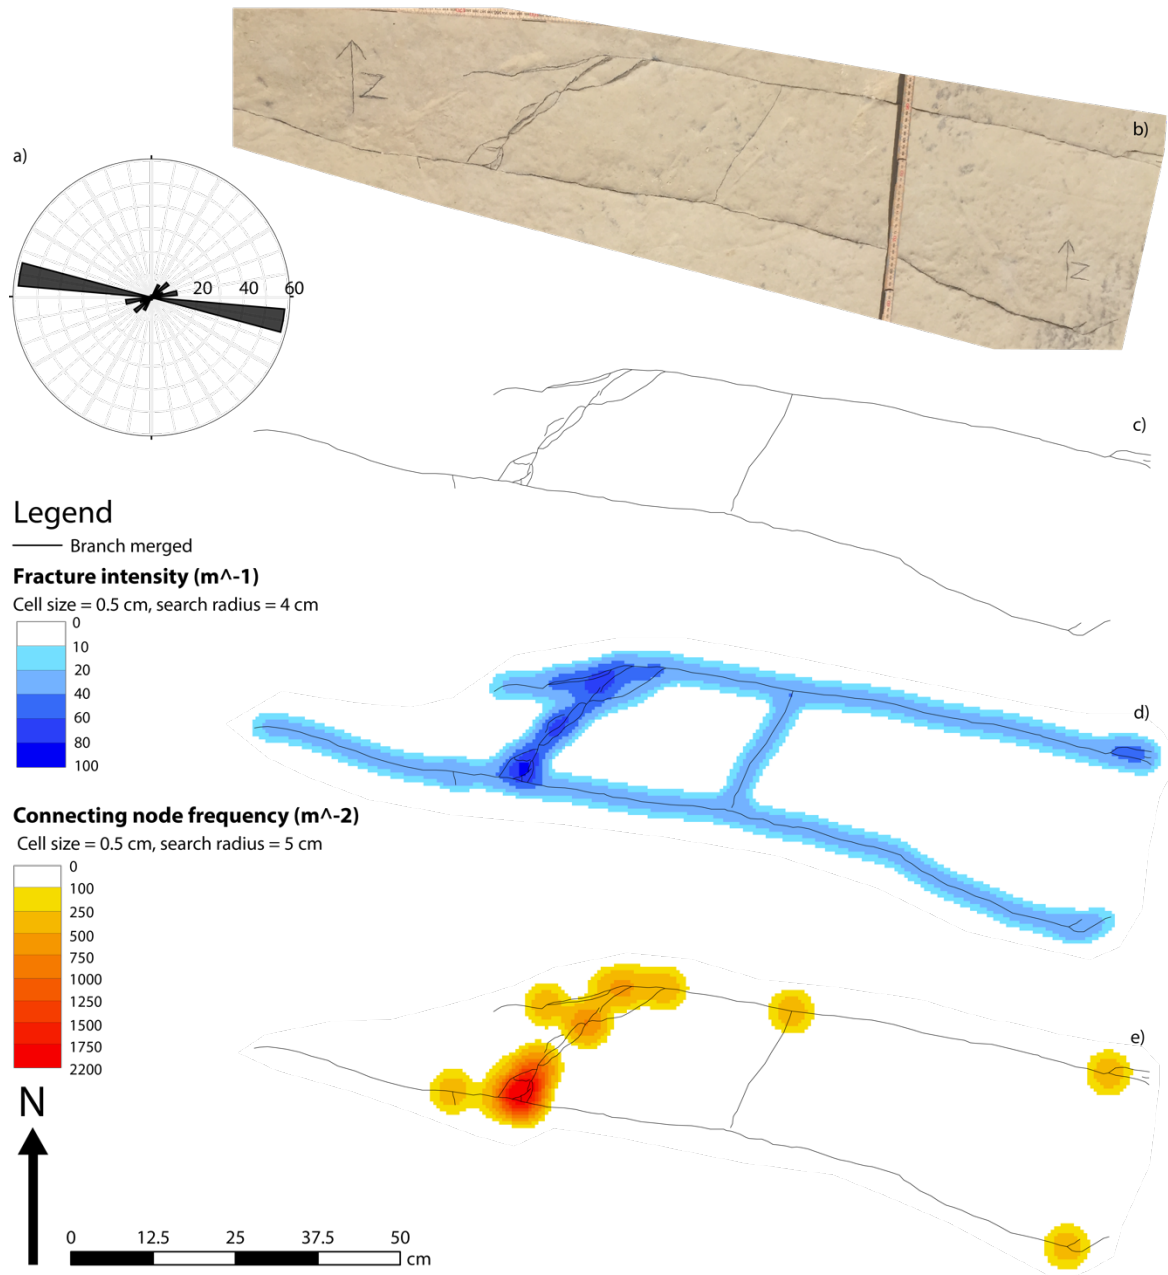 b)
N
a)
20 40 60
N
c)
Legend
Branch merged
Fracture intensity (m^-1)
Cell size = 0.5 cm, search radius = 4 cm
0
10
20
40
60
80
100
d)
Connecting node frequency (m^-2)
Cell size = 0.5 cm, search radius = 5 cm
0
100
250
500
750
1000
1250
1500
1750
2200
e)
N
0 12.5 25 37.5 50
cm